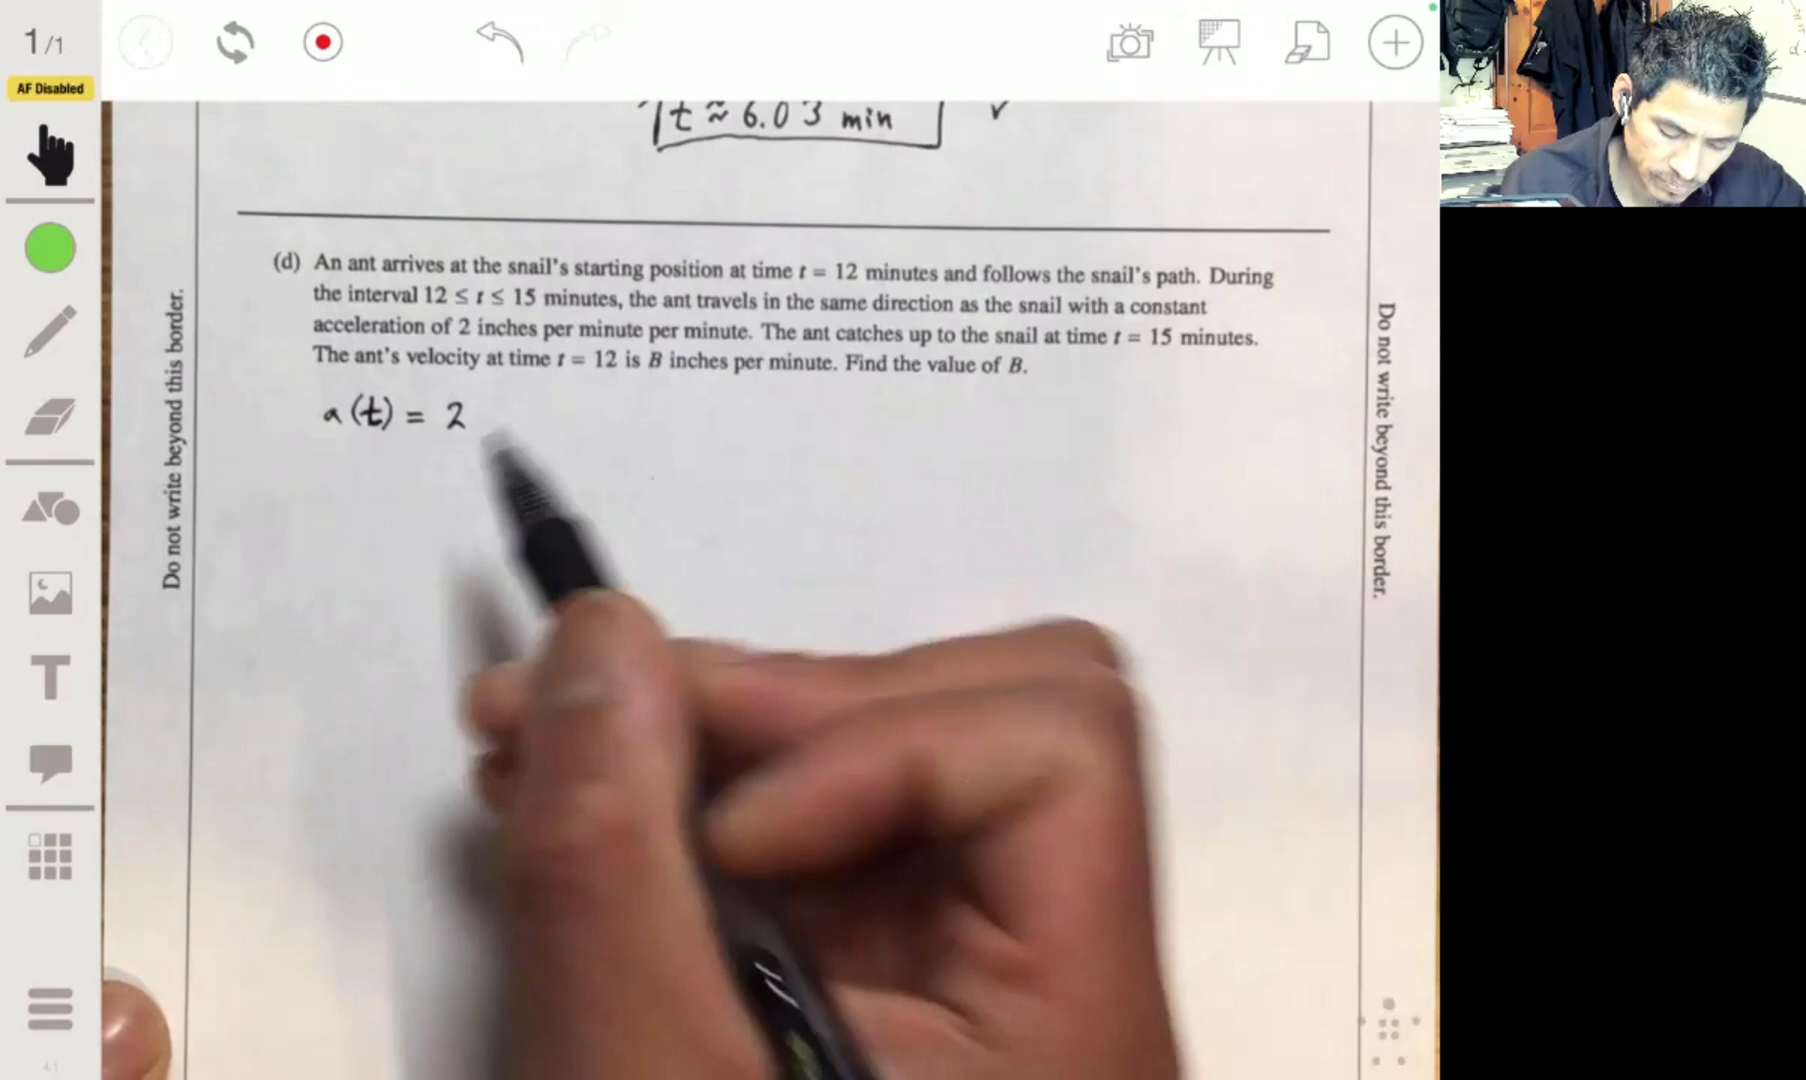 1/1
AF Disabled
t ≈ 6.03 min ✓
(d) An ant arrives at the snail's starting position at time t = 12 minutes and follows the snail's path. During
the interval 12 ≤ t ≤ 15 minutes, the ant travels in the same direction as the snail with a constant
acceleration of 2 inches per minute per minute. The ant catches up to the snail at time t = 15 minutes.
The ant's velocity at time t = 12 is B inches per minute. Find the value of B.
a(t) = 2
Do not write beyond this border.
Do not write beyond this border.
T